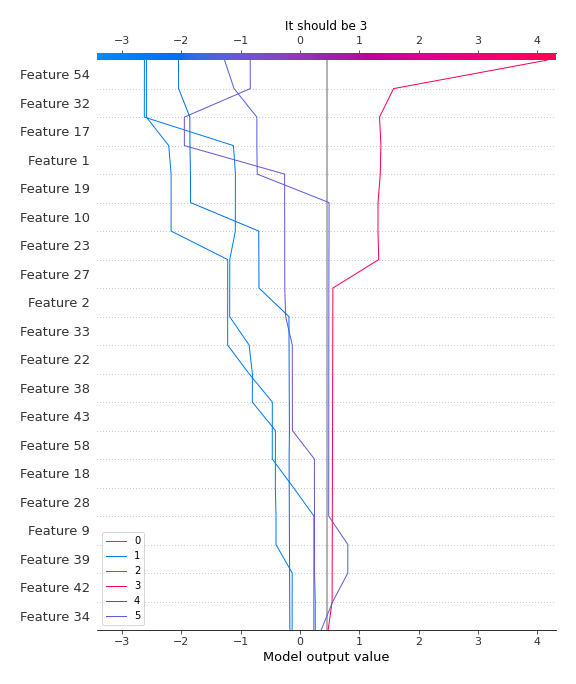 It should be 3
−3 −2 −1 0 1 2 3 4
Feature 54
Feature 32
Feature 17
Feature 1
Feature 19
Feature 10
Feature 23
Feature 27
Feature 2
Feature 33
Feature 22
Feature 38
Feature 43
Feature 58
Feature 18
Feature 28
Feature 9
Feature 39
Feature 42
Feature 34
0
1
2
3
4
5
−3 −2 −1 0 1 2 3 4
Model output value